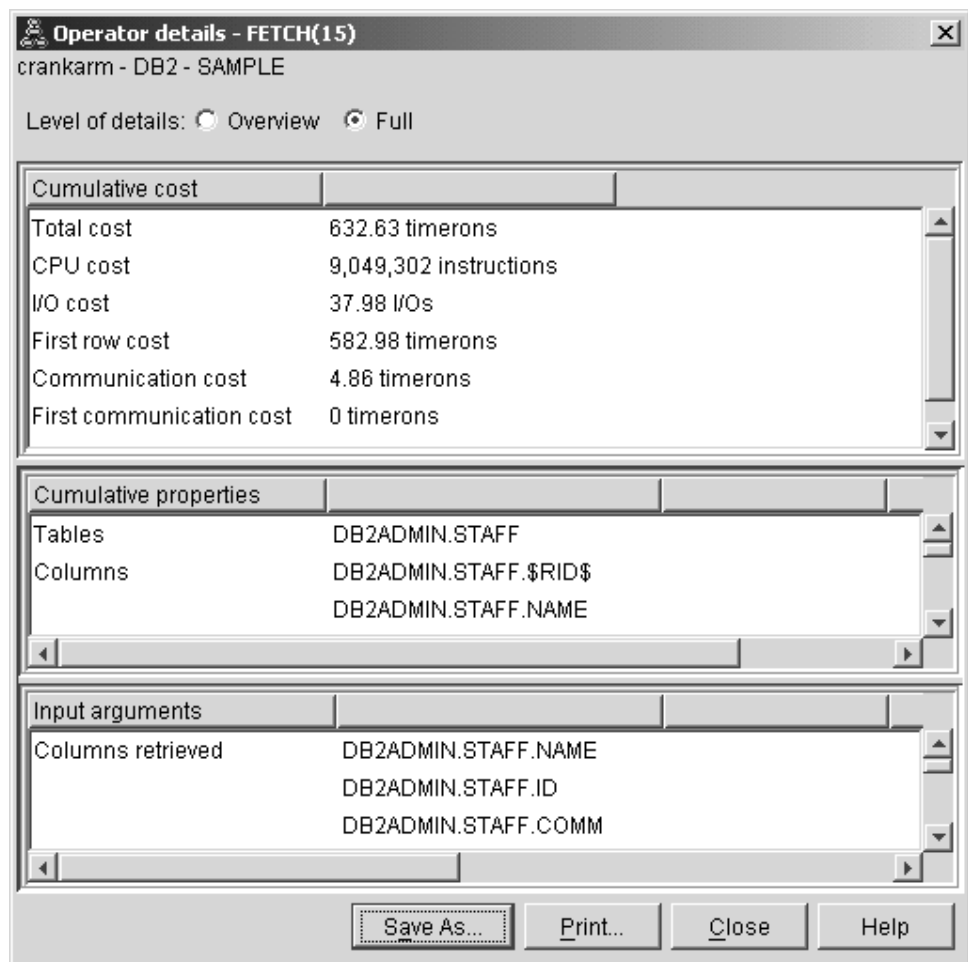 Operator details - FETCH(15)
crankarm - DB2 - SAMPLE
Level of details: Overview Full
Cumulative cost
Total cost 632.63 timerons
CPU cost 9,049,302 instructions
I/O cost 37.98 I/Os
First row cost 582.98 timerons
Communication cost 4.86 timerons
First communication cost 0 timerons
Cumulative properties
Tables DB2ADMIN.STAFF
Columns DB2ADMIN.STAFF.$RID$
DB2ADMIN.STAFF.NAME
Input arguments
Columns retrieved DB2ADMIN.STAFF.NAME
DB2ADMIN.STAFF.ID
DB2ADMIN.STAFF.COMM
Save As... Print... Close Help